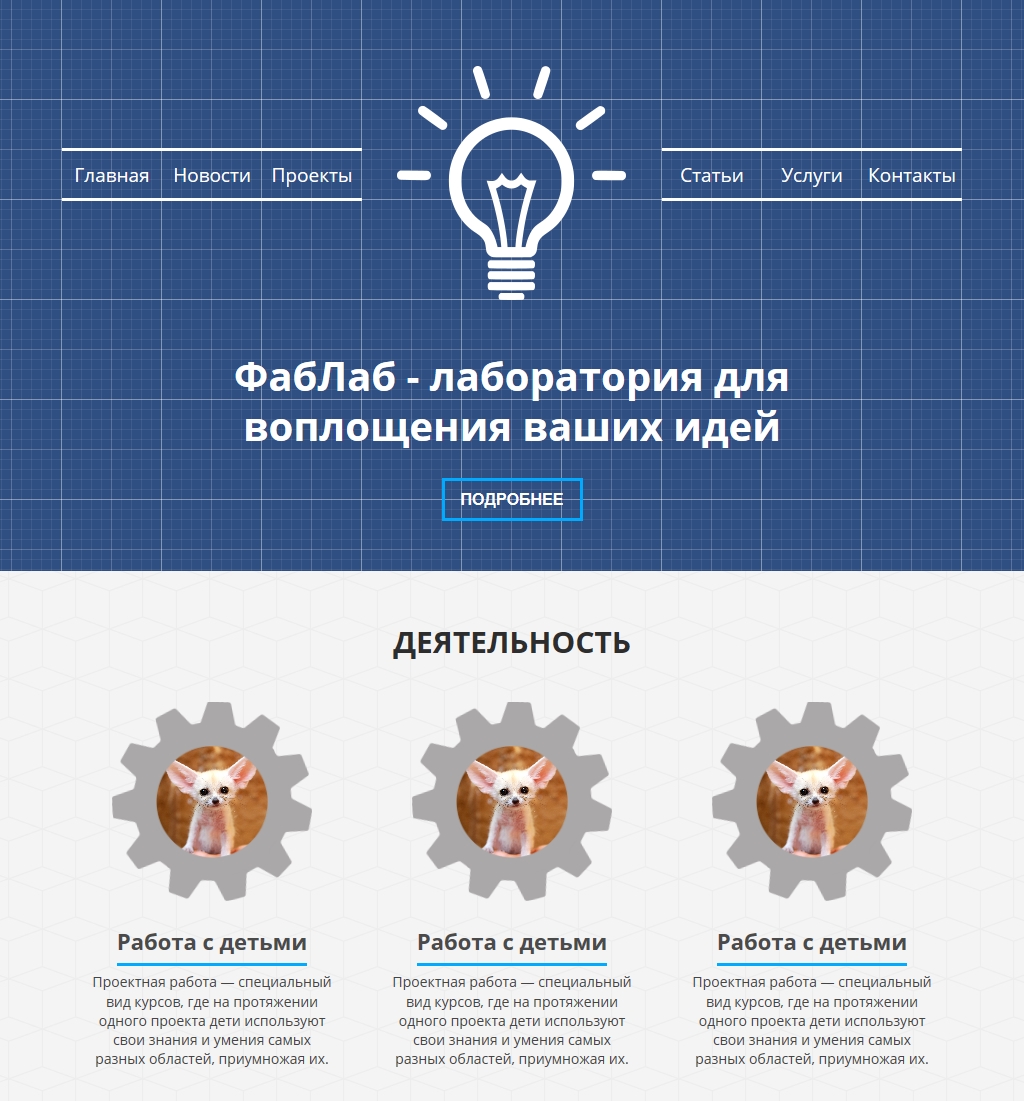 Главная Новости Проекты Статьи Услуги Контакты
ФабЛаб - лаборатория для
воплощения ваших идей
ПОДРОБНЕЕ
ДЕЯТЕЛЬНОСТЬ
Работа с детьми
Проектная работа — специальный
вид курсов, где на протяжении
одного проекта дети используют
свои знания и умения самых
разных областей, приумножая их.
Работа с детьми
Проектная работа — специальный
вид курсов, где на протяжении
одного проекта дети используют
свои знания и умения самых
разных областей, приумножая их.
Работа с детьми
Проектная работа — специальный
вид курсов, где на протяжении
одного проекта дети используют
свои знания и умения самых
разных областей, приумножая их.